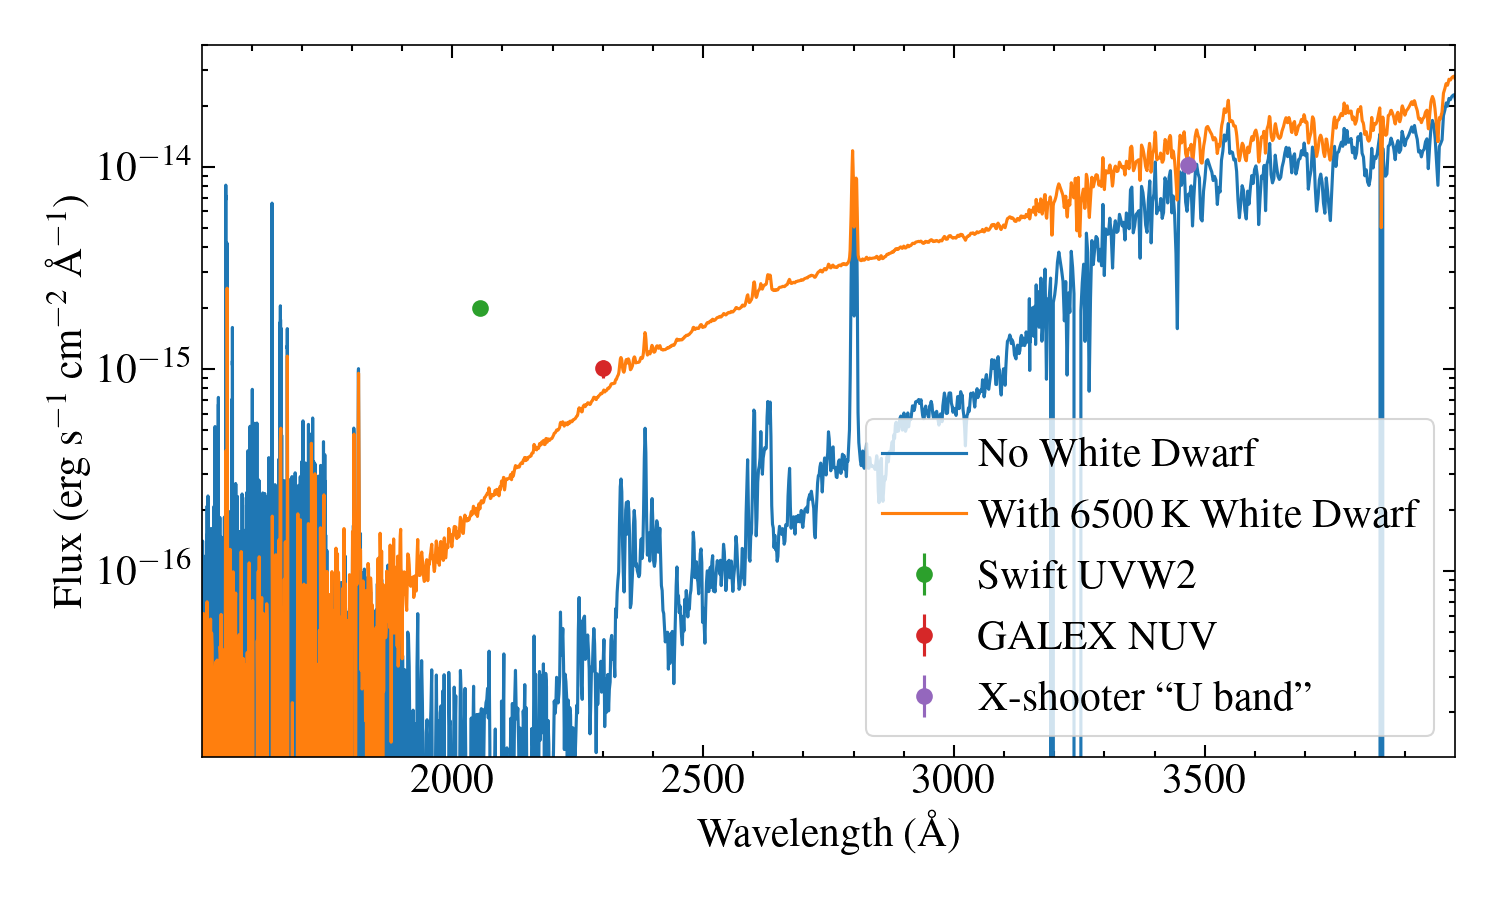 Flux (erg s⁻¹ cm⁻² Å⁻¹)
10⁻¹⁴
10⁻¹⁵
10⁻¹⁶
No White Dwarf
With 6500 K White Dwarf
Swift UVW2
GALEX NUV
X-shooter “U band”
2000 2500 3000 3500
Wavelength (Å)